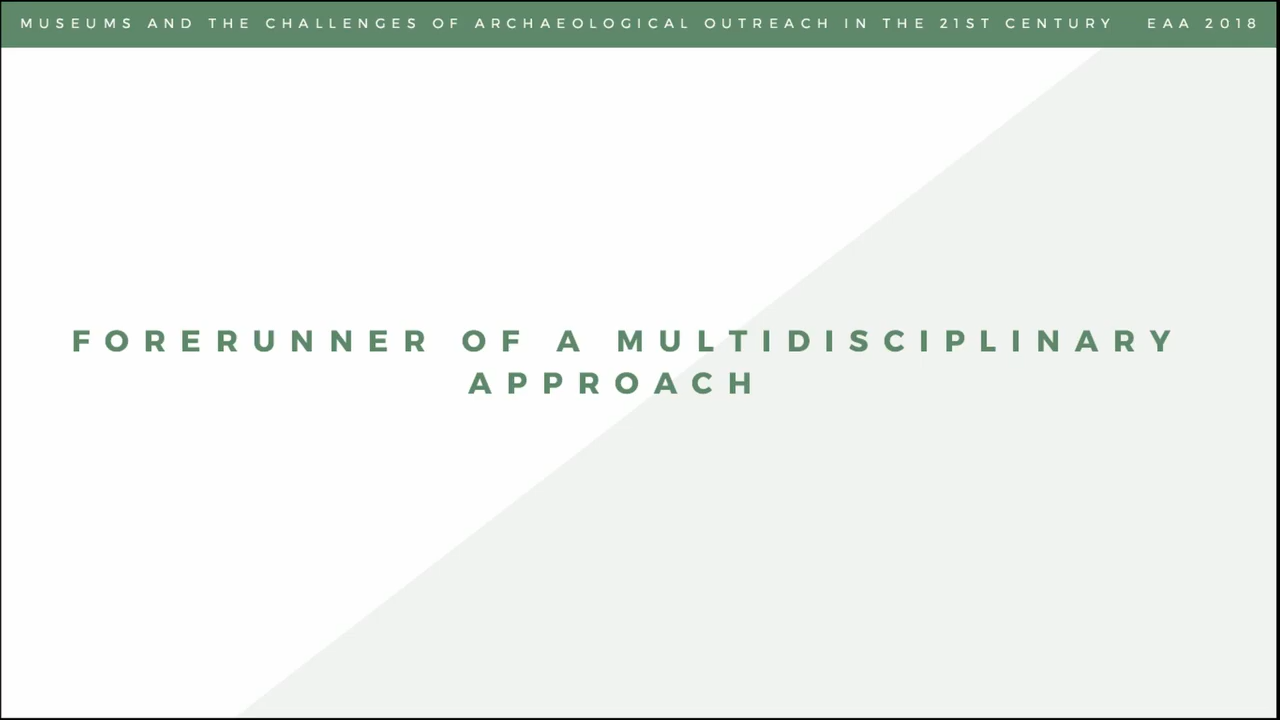 MUSEUMS AND THE CHALLENGES OF ARCHAEOLOGICAL OUTREACH IN THE 21ST CENTURY EAA 2018
FORERUNNER OF A MULTIDISCIPLINARY
APPROACH